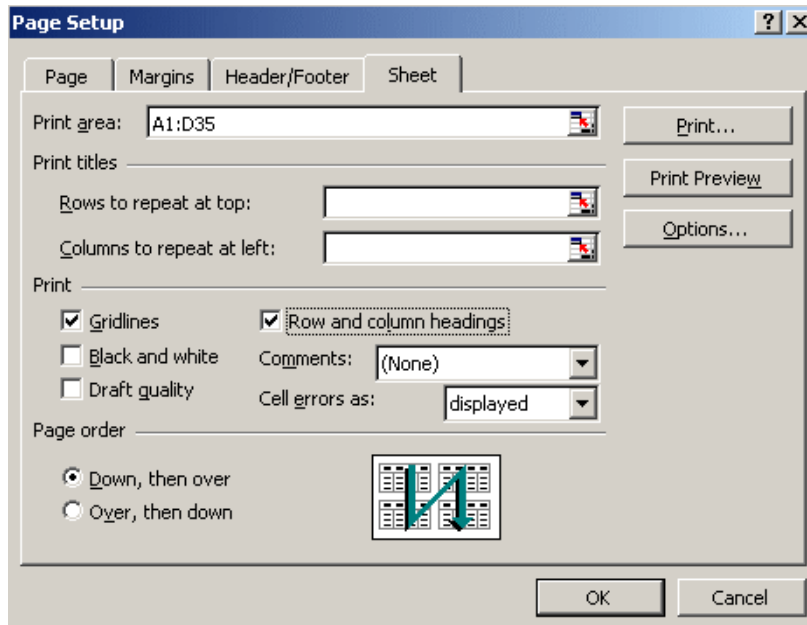 Page Setup
Page Margins Header/Footer Sheet
Print area: A1:D35 Print...
Print titles Print Preview
Rows to repeat at top: Options...
Columns to repeat at left:
Print
Gridlines Row and column headings
Black and white Comments: (None)
Draft quality Cell errors as: displayed
Page order
Down, then over
Over, then down
OK Cancel